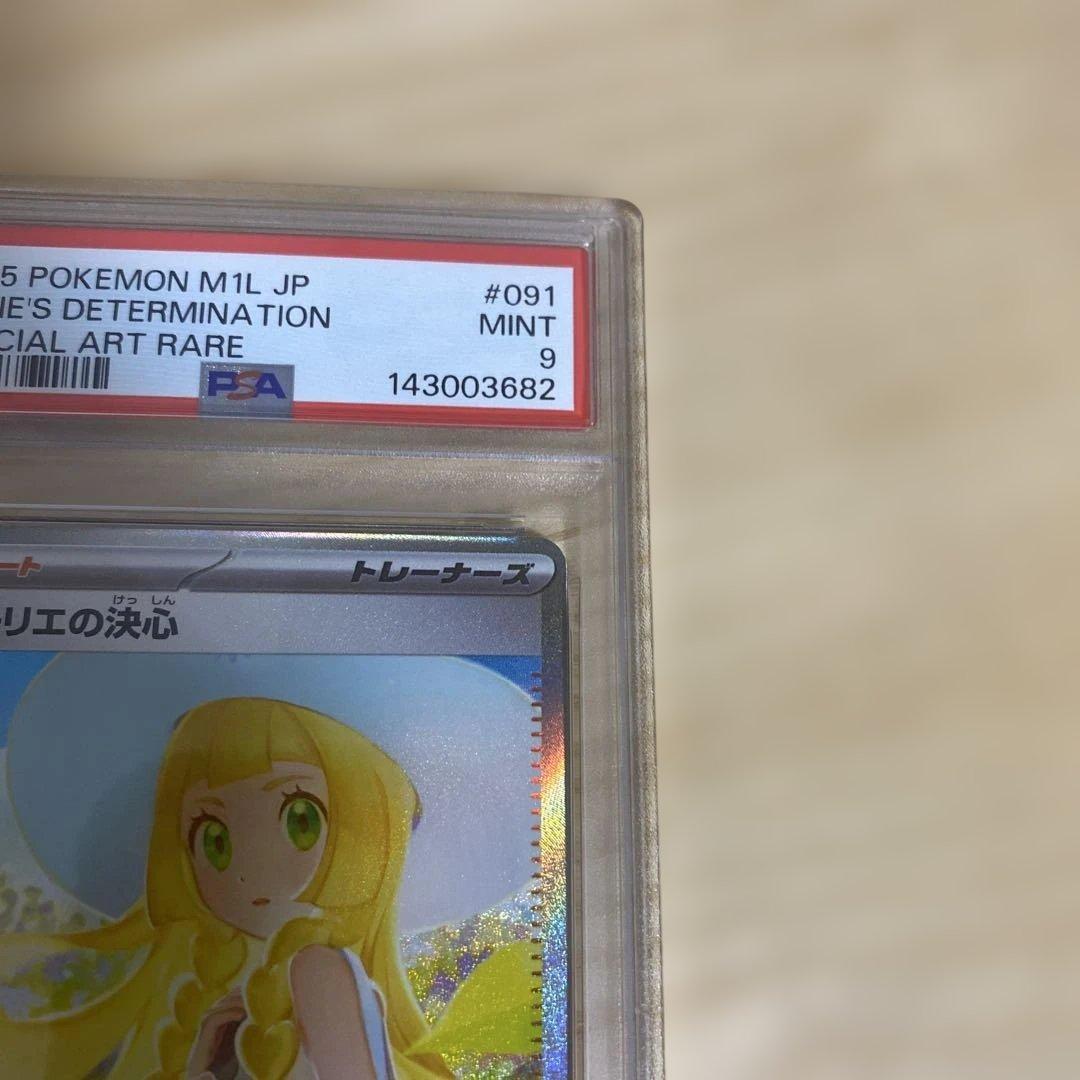 5 POKEMON M1L JP
#091
IE'S DETERMINATION
MINT
CIAL ART RARE
9
PSA
143003682
ート
トレーナーズ
けっ しん
リエの決心